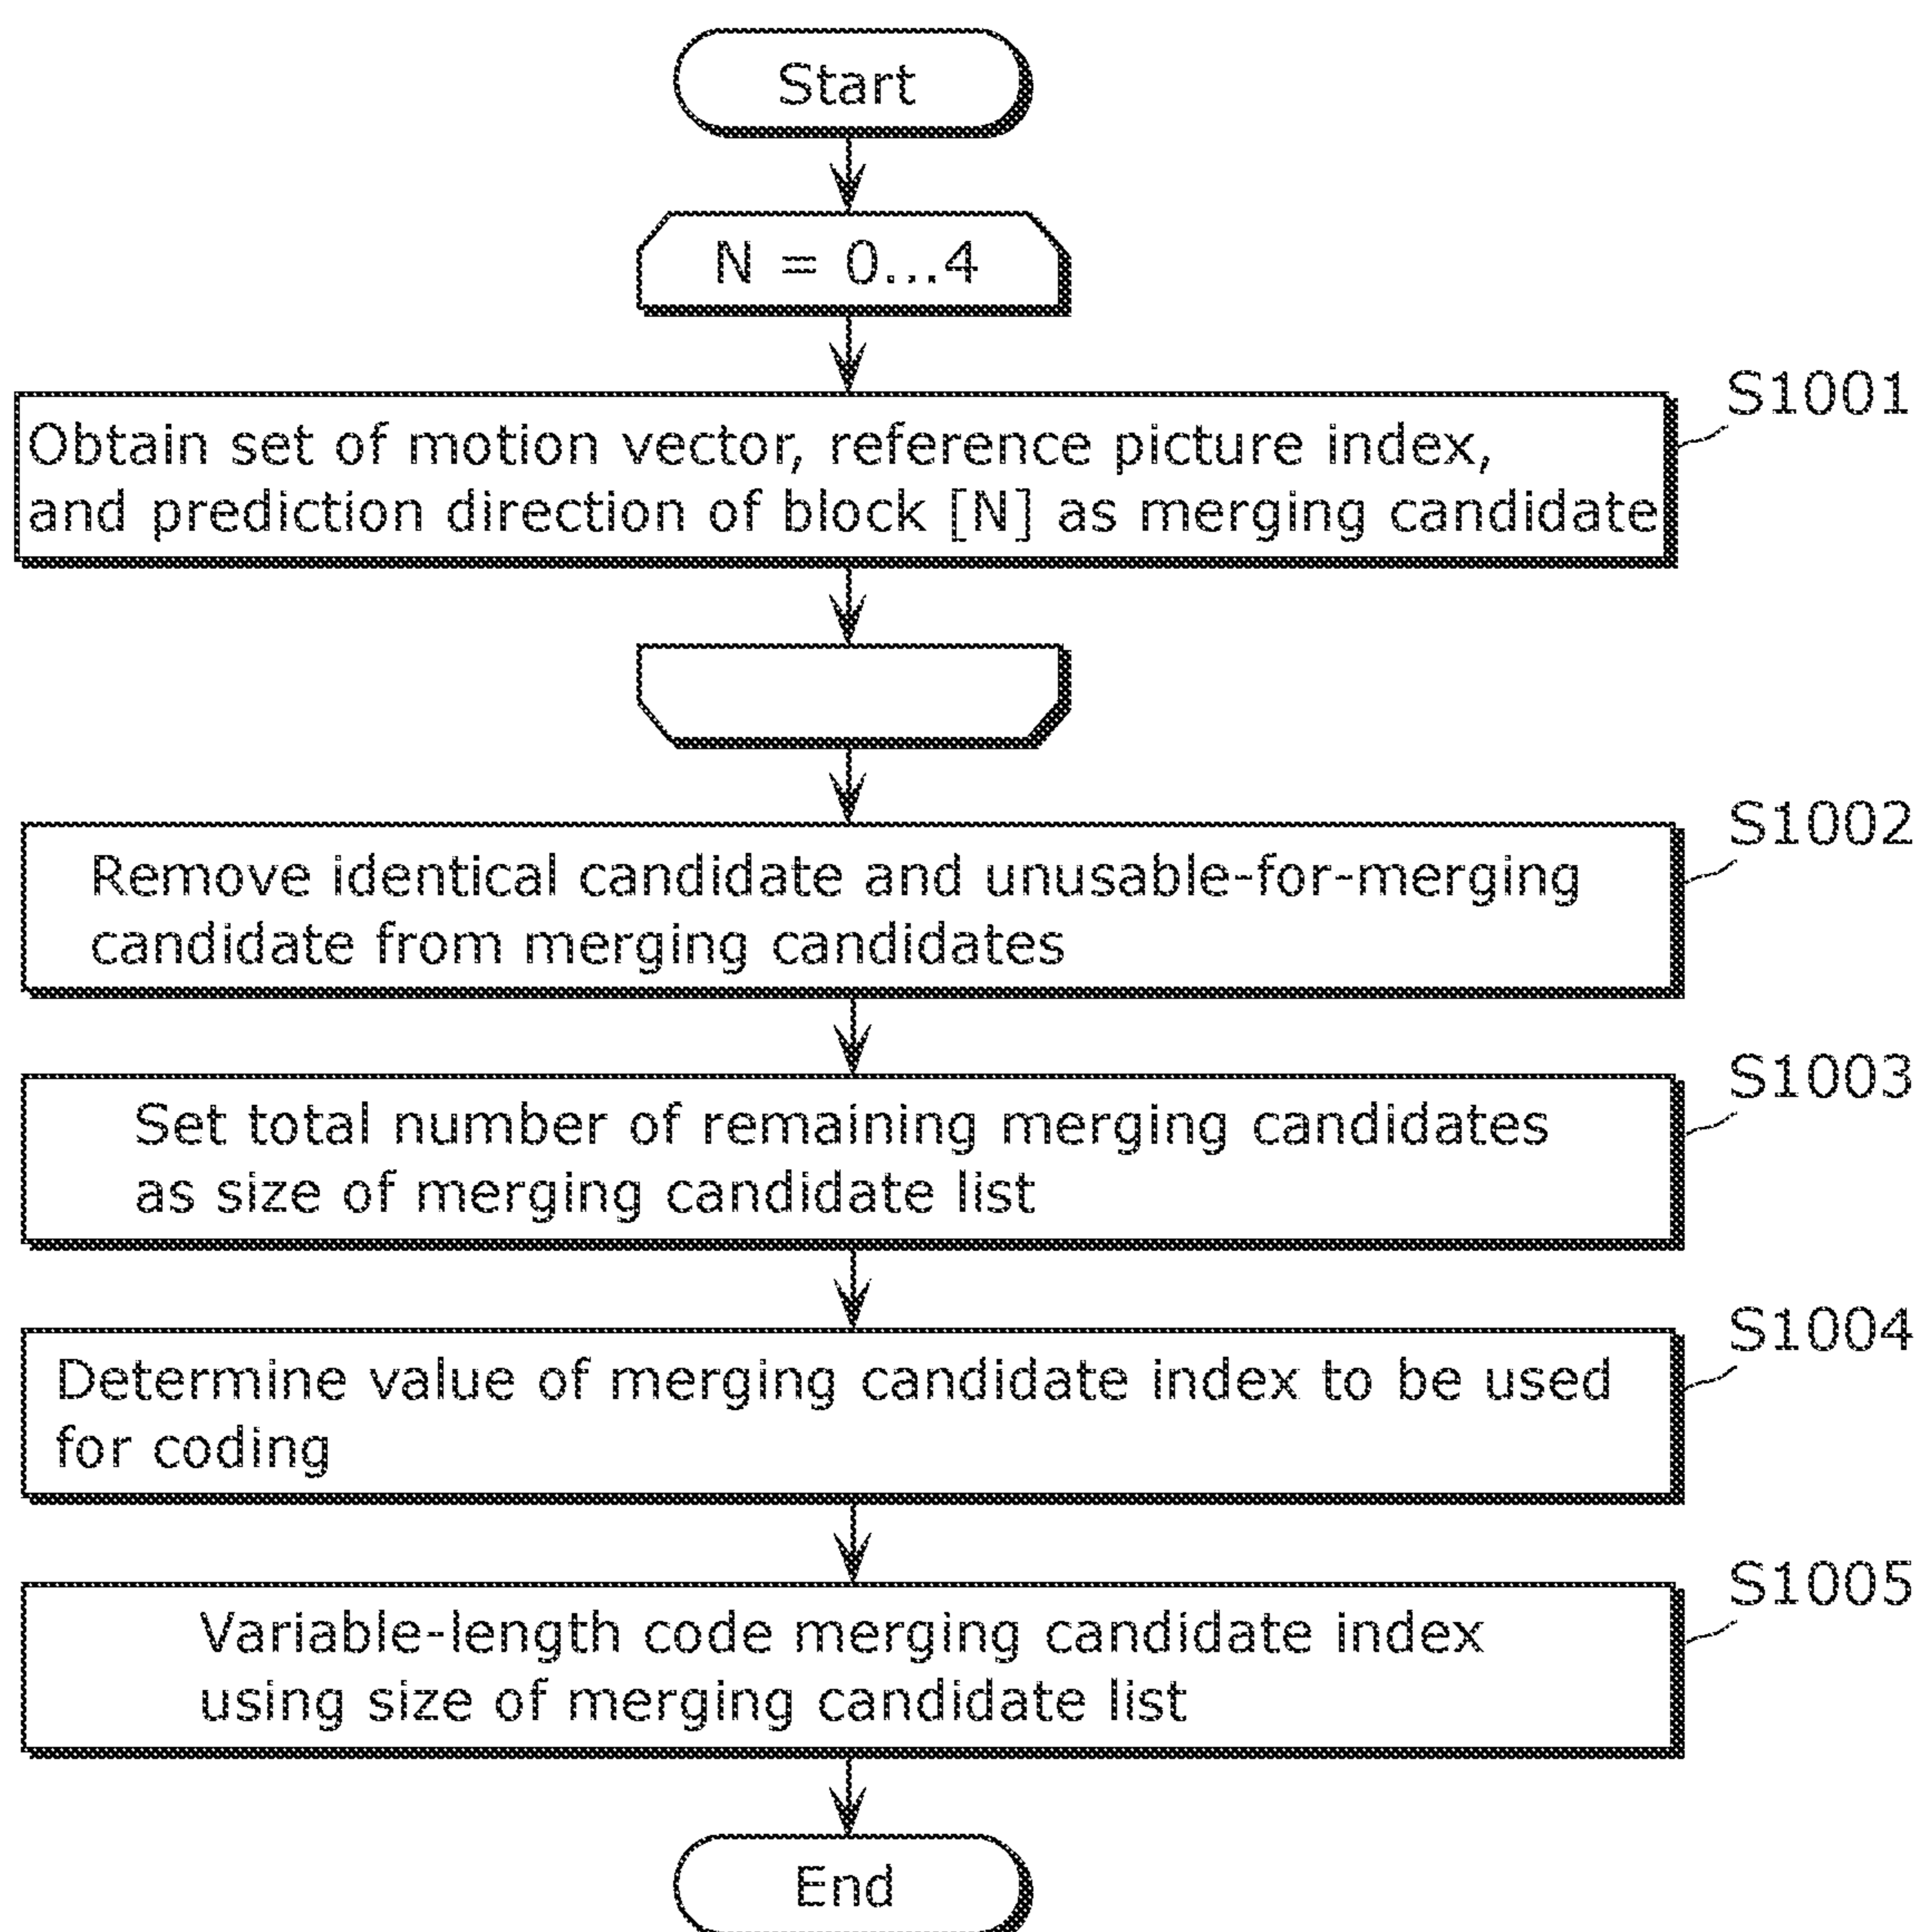 Start
N = 0...4
S1001
Obtain set of motion vector, reference picture index,
and prediction direction of block [N] as merging candidate
S1002
Remove identical candidate and unusable-for-merging
candidate from merging candidates
S1003
Set total number of remaining merging candidates
as size of merging candidate list
S1004
Determine value of merging candidate index to be used
for coding
S1005
Variable-length code merging candidate index
using size of merging candidate list
End